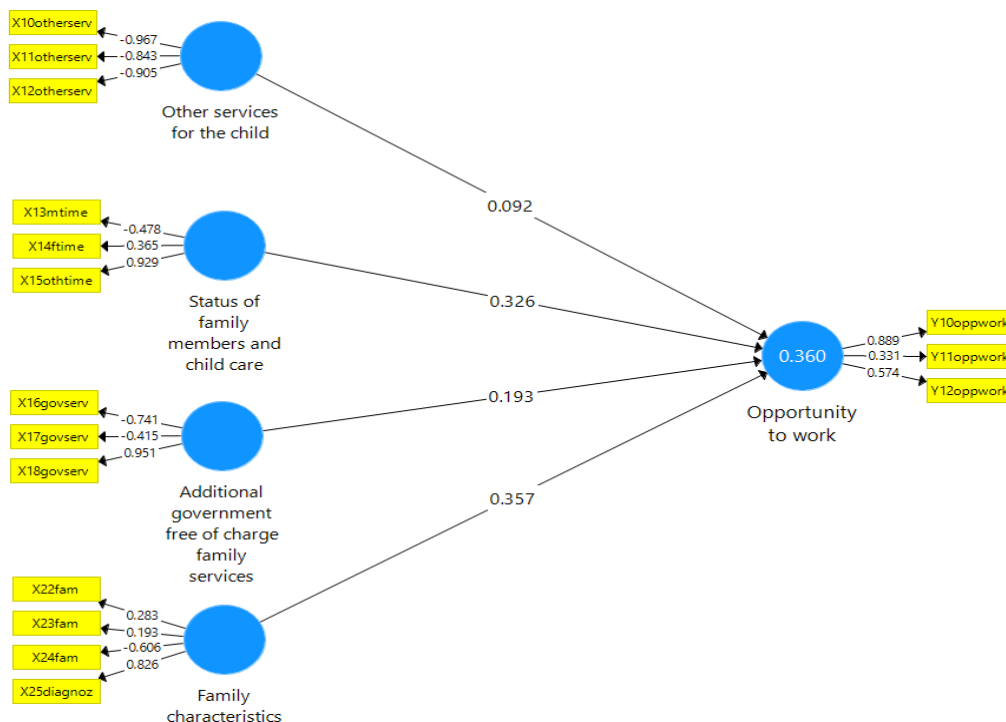 X10otherserv
-0.967
X11otherserv
-0.843
X12otherserv
-0.905
Other services
for the child
0.092
X13mtime
-0.478
X14ftime
0.365
X15othtime
0.929
Status of
family
members and
child care
0.326
X16govserv
-0.741
X17govserv
-0.415
X18govserv
0.951
Additional
government
free of charge
family
services
0.193
X22fam
0.283
X23fam
0.193
X24fam
-0.606
X25diagnoz
0.826
Family
characteristics
0.357
0.360
Opportunity
to work
0.889
Y10oppwork
0.331
Y11oppwork
0.574
Y12oppwork